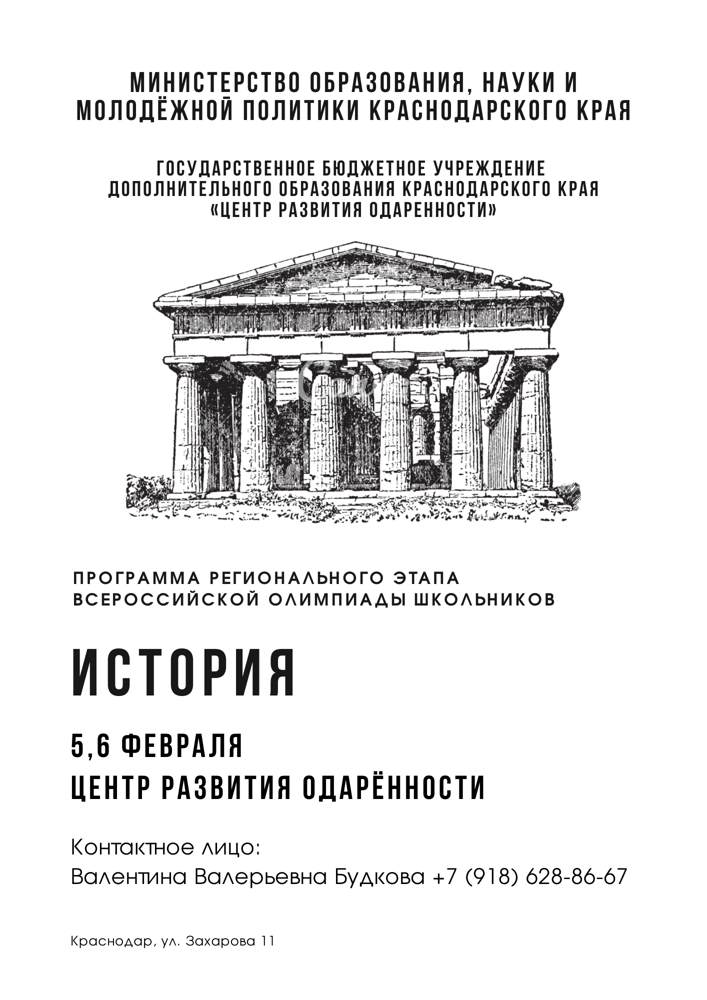 МИНИСТЕРСТВО ОБРАЗОВАНИЯ, НАУКИ И
МОЛОДЁЖНОЙ ПОЛИТИКИ КРАСНОДАРСКОГО КРАЯ
ГОСУДАРСТВЕННОЕ БЮДЖЕТНОЕ УЧРЕЖДЕНИЕ
ДОПОЛНИТЕЛЬНОГО ОБРАЗОВАНИЯ КРАСНОДАРСКОГО КРАЯ
«ЦЕНТР РАЗВИТИЯ ОДАРЕННОСТИ»
Canva
ПРОГРАММА РЕГИОНАЛЬНОГО ЭТАПА
ВСЕРОССИЙСКОЙ ОЛИМПИАДЫ ШКОЛЬНИКОВ
ИСТОРИЯ
5,6 ФЕВРАЛЯ
ЦЕНТР РАЗВИТИЯ ОДАРЁННОСТИ
Контактное лицо:
Валентина Валерьевна Будкова +7 (918) 628-86-67
Краснодар, ул. Захарова 11